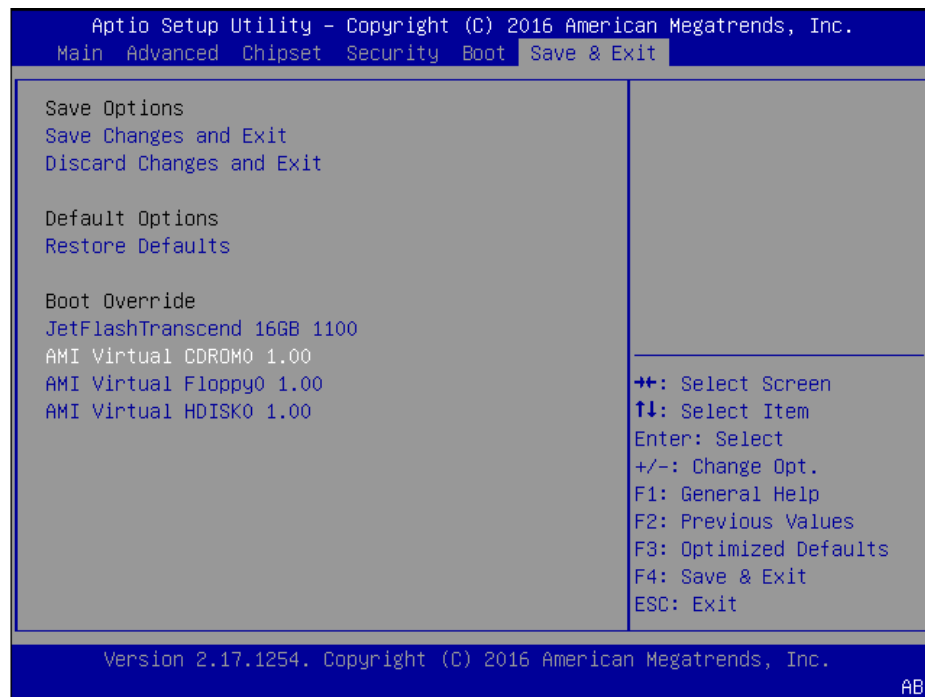 Aptio Setup Utility – Copyright (C) 2016 American Megatrends, Inc.
Main Advanced Chipset Security Boot Save & Exit
Save Options
Save Changes and Exit
Discard Changes and Exit
Default Options
Restore Defaults
Boot Override
JetFlashTranscend 16GB 1100
AMI Virtual CDROM0 1.00
AMI Virtual Floppy0 1.00
AMI Virtual HDISK0 1.00
→←: Select Screen
↑↓: Select Item
Enter: Select
+/-: Change Opt.
F1: General Help
F2: Previous Values
F3: Optimized Defaults
F4: Save & Exit
ESC: Exit
Version 2.17.1254. Copyright (C) 2016 American Megatrends, Inc.
AB